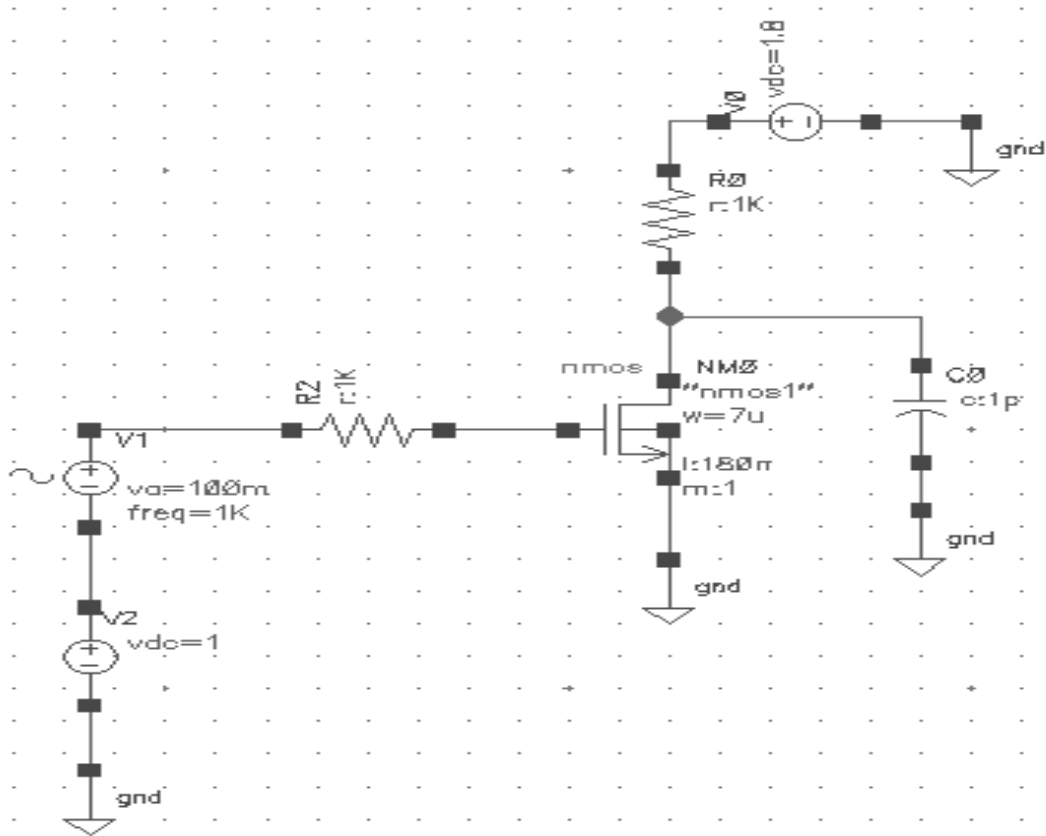 vdc=1.8
V0
gnd
R0
r:1K
nmos
NM0
"nmos1"
w=7u
l:180n
m:1
C0
c:1p
gnd
gnd
R2
r:1K
V1
va=100m
freq=1K
V2
vdc=1
gnd